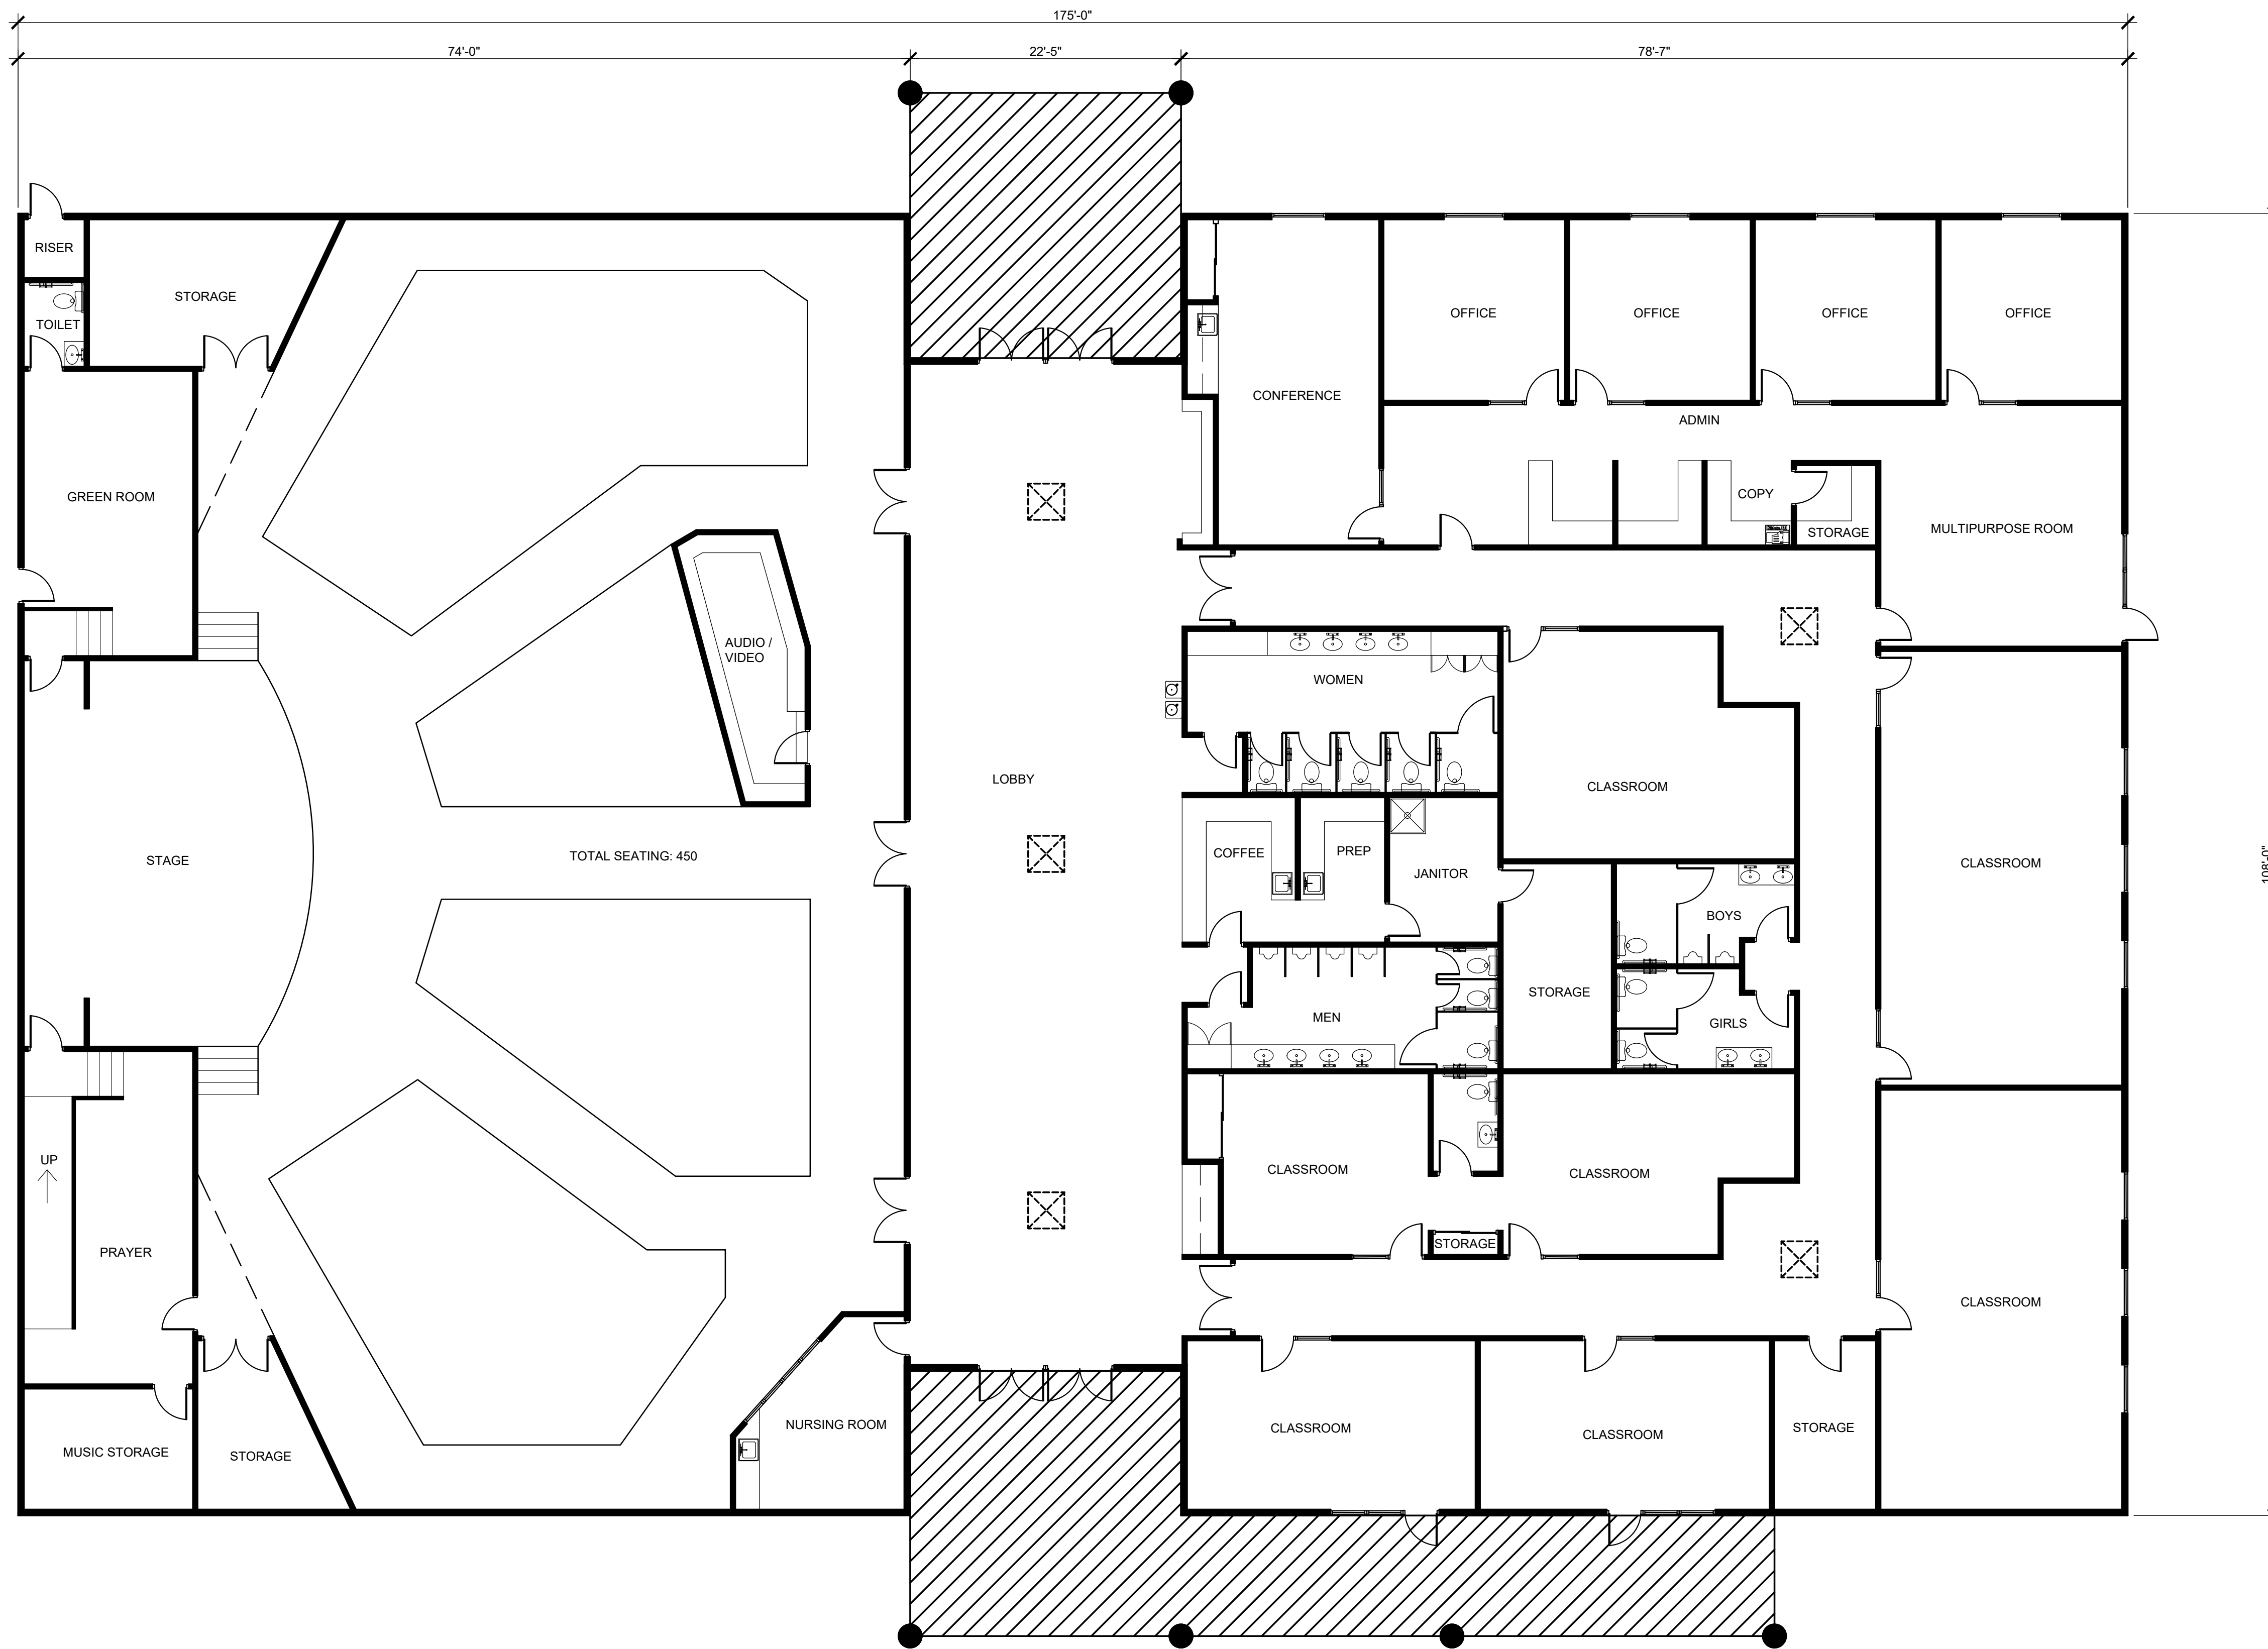 175'-0"
74'-0"
22'-5"
78'-7"
RISER
STORAGE
TOILET
OFFICE
OFFICE
OFFICE
OFFICE
CONFERENCE
ADMIN
GREEN ROOM
COPY
STORAGE
MULTIPURPOSE ROOM
AUDIO /
VIDEO
WOMEN
LOBBY
CLASSROOM
STAGE
TOTAL SEATING: 450
COFFEE
PREP
JANITOR
CLASSROOM
108'-0"
BOYS
STORAGE
MEN
GIRLS
UP
CLASSROOM
CLASSROOM
PRAYER
STORAGE
CLASSROOM
MUSIC STORAGE
STORAGE
NURSING ROOM
CLASSROOM
CLASSROOM
STORAGE